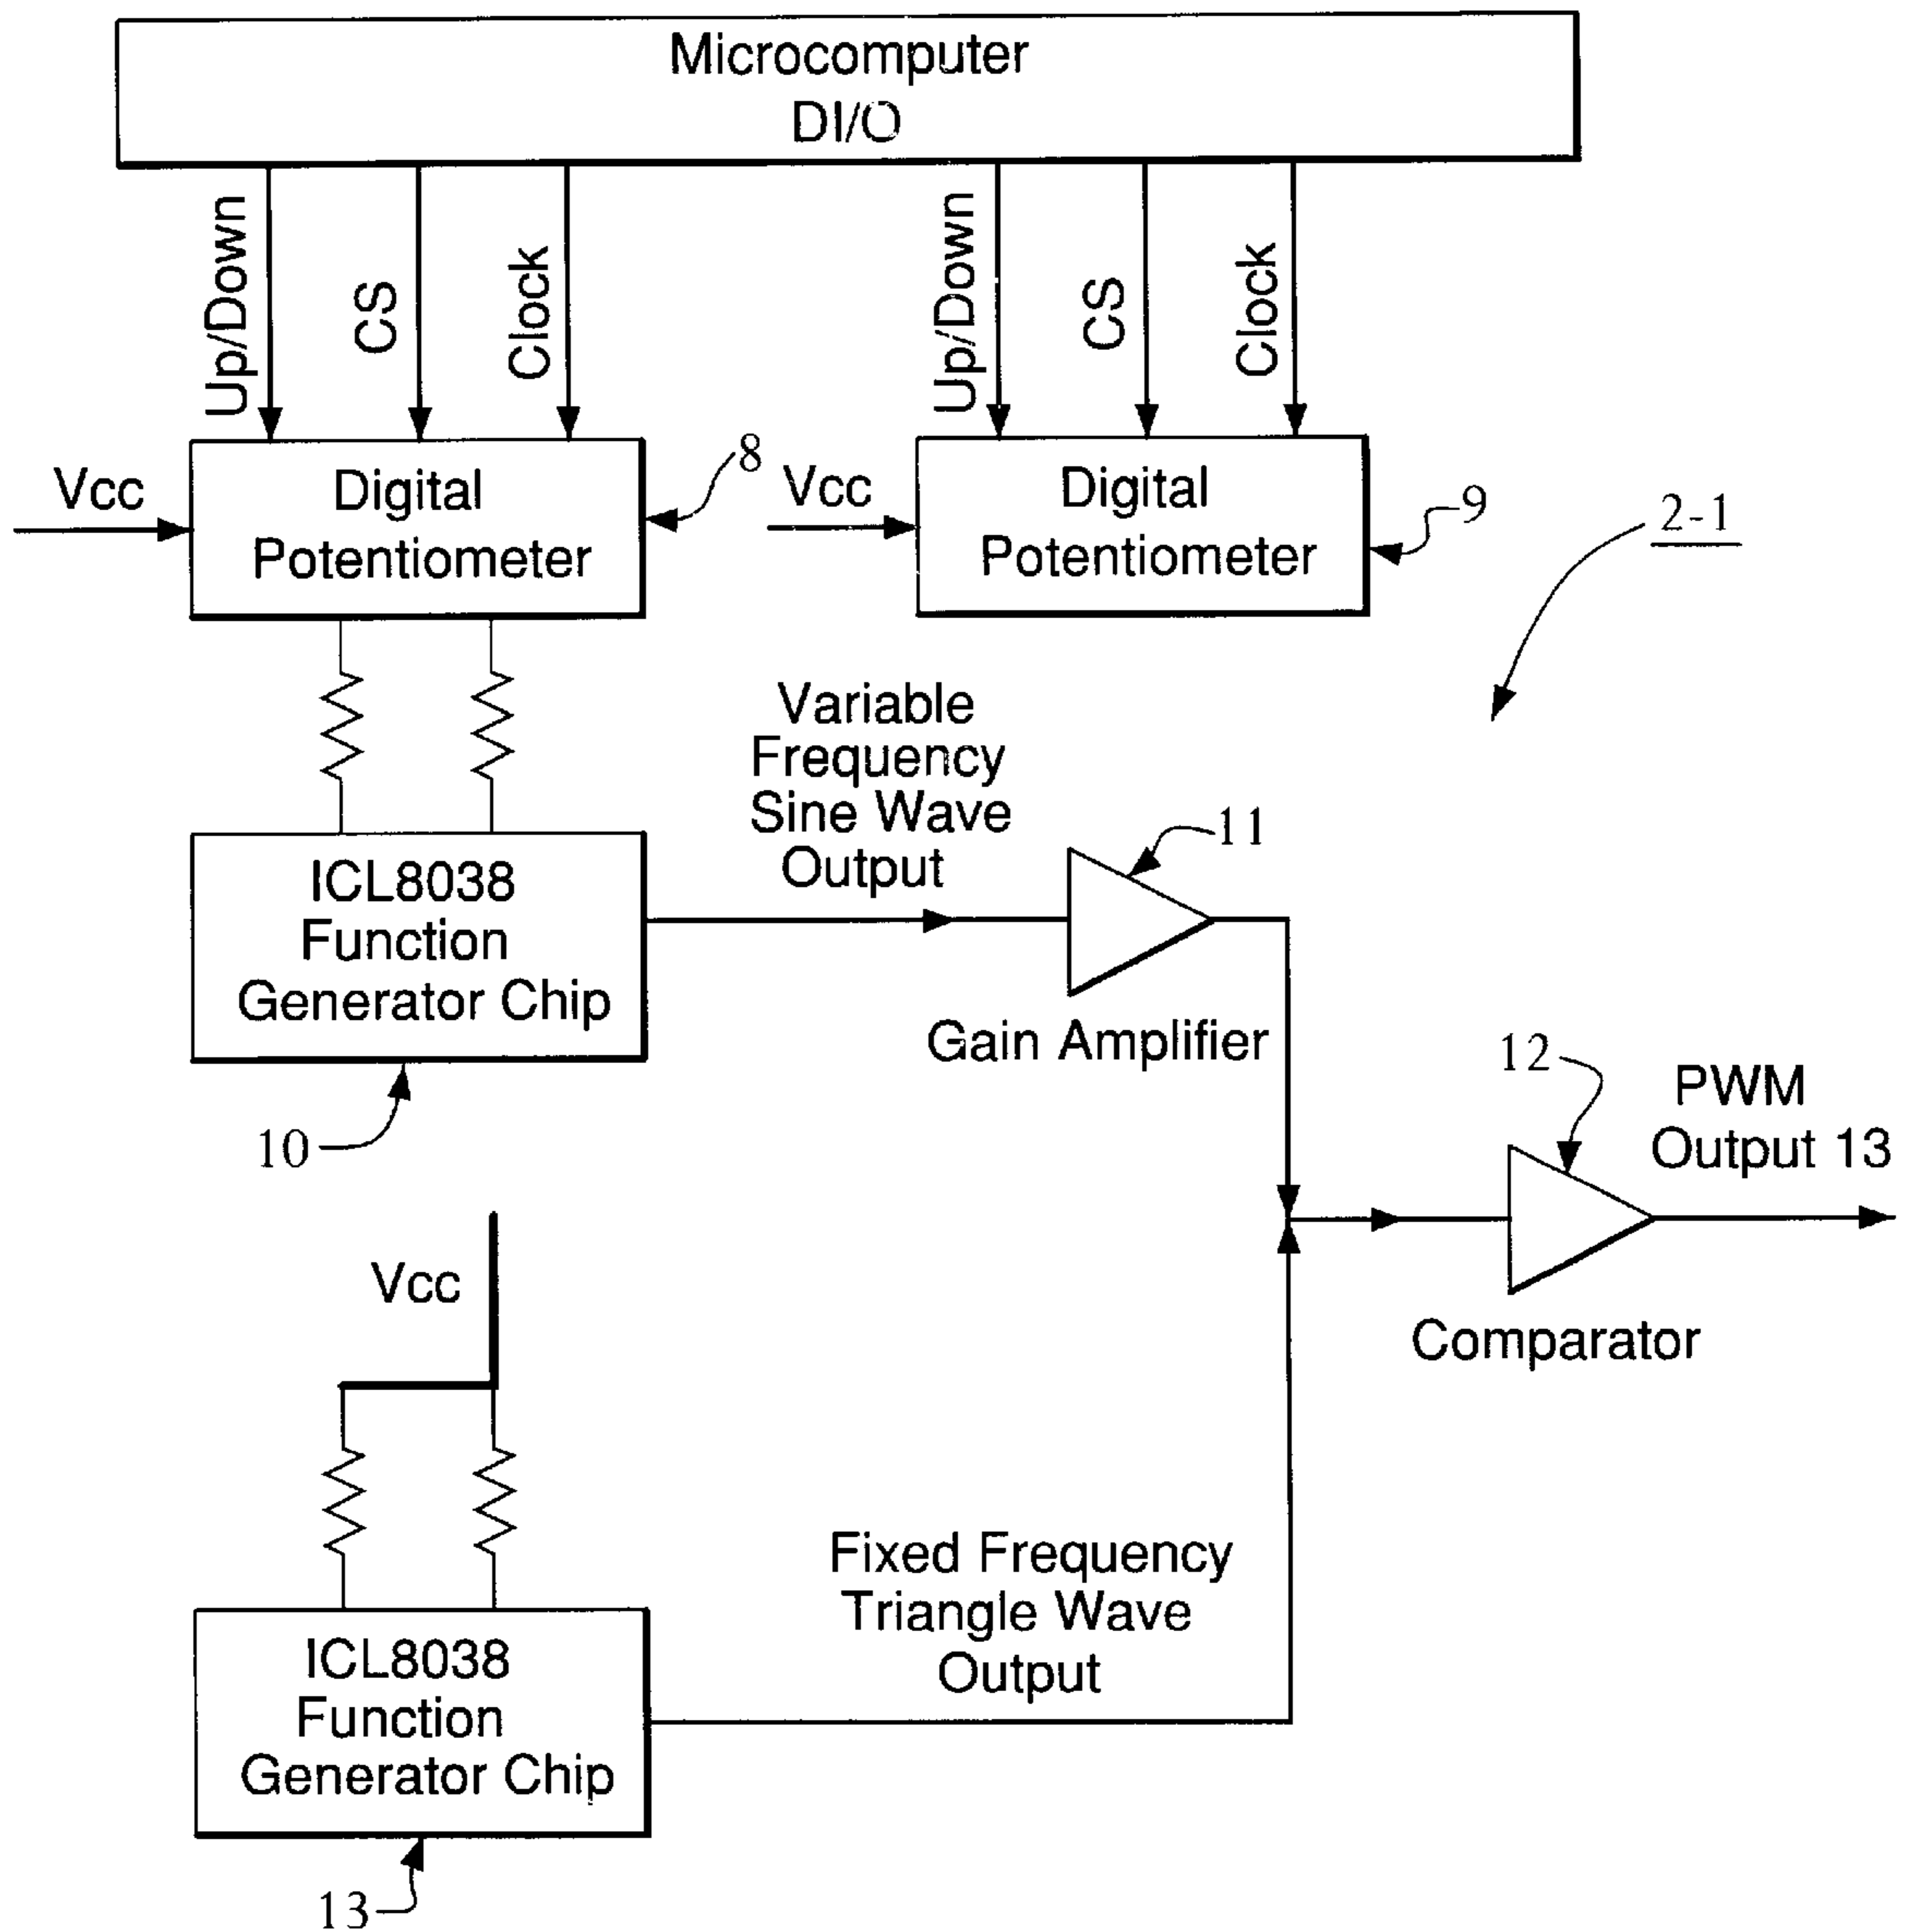 Microcomputer
DI/O
Up/Down
CS
Clock
Up/Down
CS
Clock
Vcc
Digital
Potentiometer
8
Vcc
Digital
Potentiometer
9
2-1
Variable
Frequency
Sine Wave
Output
ICL8038
Function
Generator Chip
10
11
Gain Amplifier
12
PWM
Output 13
Comparator
Vcc
Fixed Frequency
Triangle Wave
Output
ICL8038
Function
Generator Chip
13